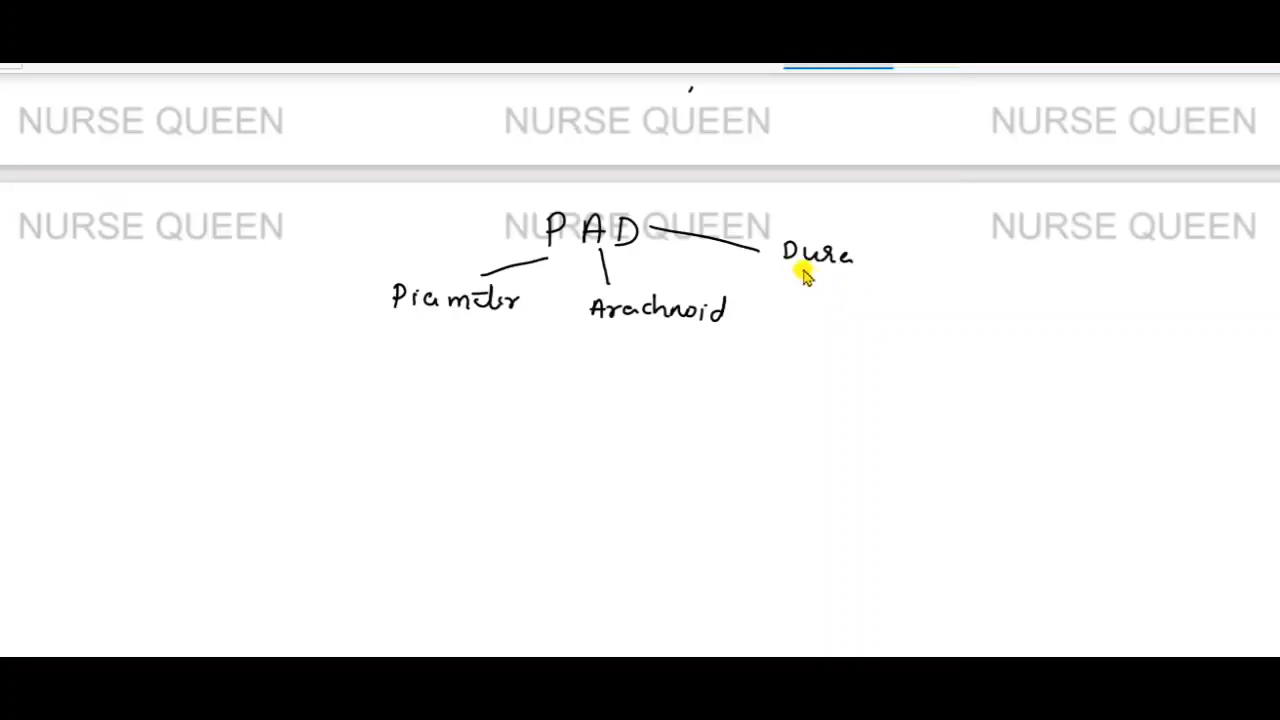 NURSE QUEEN NURSE QUEEN NURSE QUEEN
NURSE QUEEN NURSE QUEEN NURSE QUEEN
PAD
Dura
Piamater Arachnoid